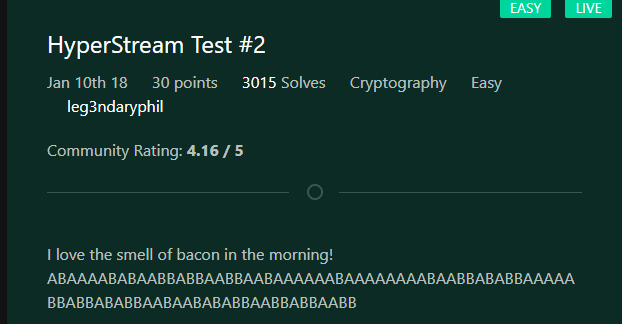 EASY LIVE
HyperStream Test #2
Jan 10th 18 30 points 3015 Solves Cryptography Easy
leg3ndaryphil
Community Rating: 4.16 / 5
I love the smell of bacon in the morning!
ABAAAABABAABBABBAABBAABAAAAAABAAAAAAAABAABBABABBAAAAA
BBABBABABBAABAABABABBAABBABBAABB